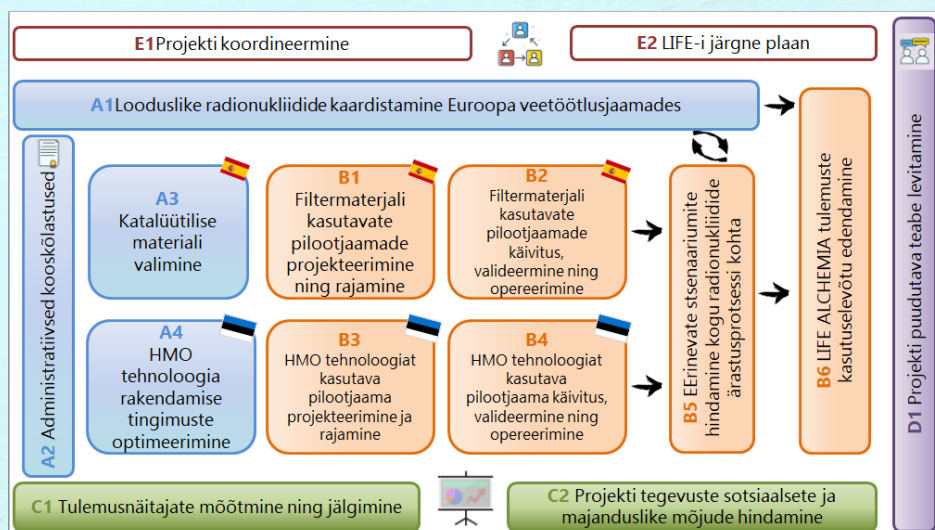 E1Projekti koordineermine
E2 LIFE-i järgne plaan
A1Looduslike radionukliidide kaardistamine Euroopa veetöötlusjaamades
A2 Administratiivsed kooskõlastused
A3
Katalüütilise
materiali
valimine
B1
Filtermaterjali
kasutavate
pilootjaamade
projekteerimine
ning rajamine
B2
Filtermaterjali
kasutavate
pilootjaamade
käivitus,
valideermine ning
opereerimine
A4
HMO
tehnoloogia
rakendamise
tingimuste
optimeerimine
B3
HMO tehnoloogiat
kasutava
pilootjaama
projekteerimine ja
rajamine
B4
HMO tehnoloogiat
kasutava
pilootjaama käivitus,
valideermine ning
opereerimine
B5 EErinevate stsenaariumite
hindamine kogu radionukliidide
ärastusprotsessi kohta
B6 LIFE ALCHEMIA tulemuste
kasutuselevõtu edendamine
D1 Projekti puudutava teabe levitamine
C1 Tulemusnäitajate mõõtmine ning jälgimine
C2 Projekti tegevuste sotsiaalsete ja
majanduslike mõjude hindamine